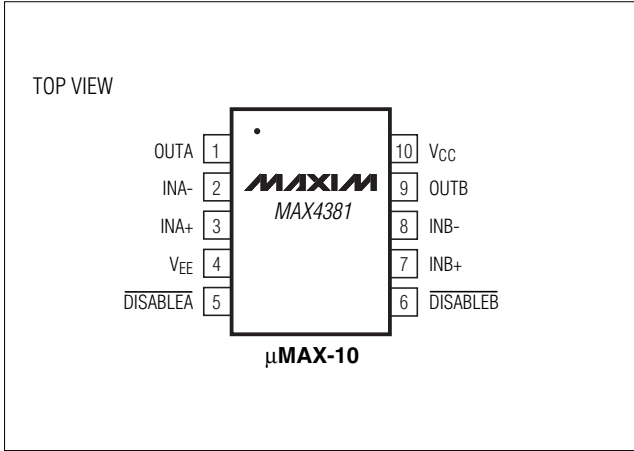 TOP VIEW
OUTA 1
INA- 2
INA+ 3
VEE 4
DISABLEA 5
MAXIM
MAX4381
10 VCC
9 OUTB
8 INB-
7 INB+
6 DISABLEB
µMAX-10